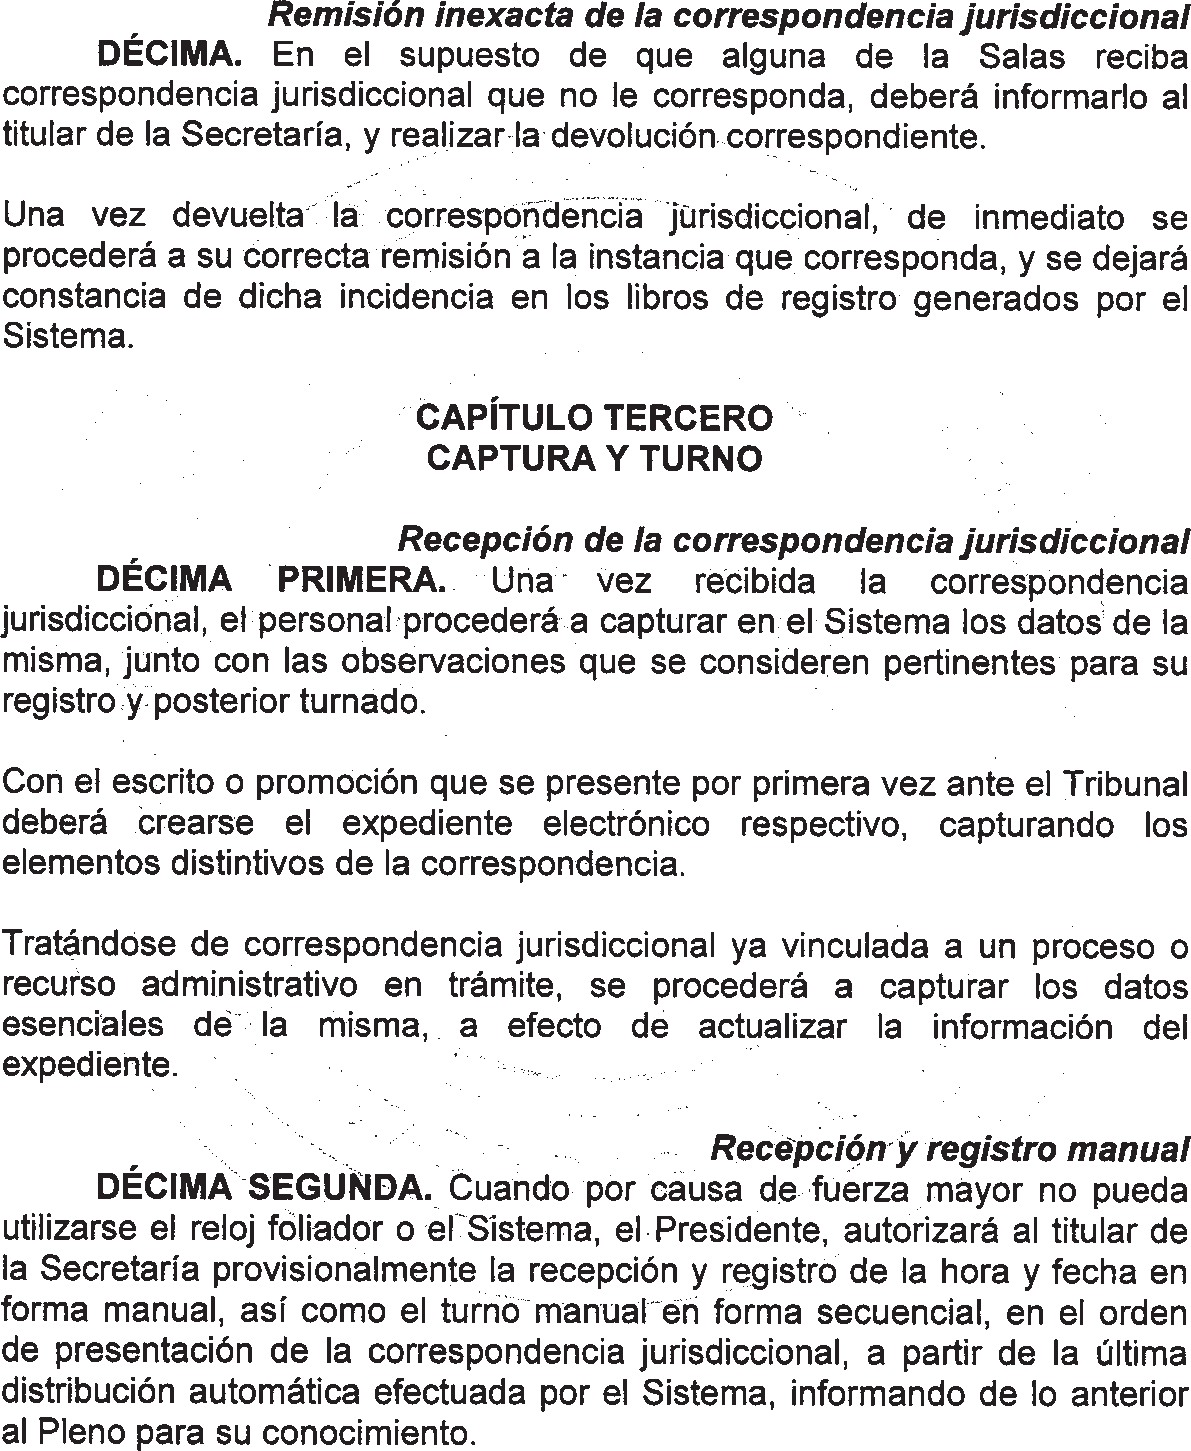 Remisión inexacta de la correspondencia jurisdiccional
DÉCIMA. En el supuesto de que alguna de la Salas reciba
correspondencia jurisdiccional que no le corresponda, deberá informarlo al
titular de la Secretaría, y realizar la devolución correspondiente.
Una vez devuelta la correspondencia jurisdiccional, de inmediato se
procederá a su correcta remisión a la instancia que corresponda, y se dejará
constancia de dicha incidencia en los libros de registro generados por el
Sistema.
CAPÍTULO TERCERO
CAPTURA Y TURNO
Recepción de la correspondencia jurisdiccional
DÉCIMA PRIMERA. Una vez recibida la correspondencia
jurisdiccional, el personal procederá a capturar en el Sistema los datos de la
misma, junto con las observaciones que se consideren pertinentes para su
registro y posterior turnado.
Con el escrito o promoción que se presente por primera vez ante el Tribunal
deberá crearse el expediente electrónico respectivo, capturando los
elementos distintivos de la correspondencia.
Tratándose de correspondencia jurisdiccional ya vinculada a un proceso o
recurso administrativo en trámite, se procederá a capturar los datos
esenciales de la misma, a efecto de actualizar la información del
expediente.
Recepción y registro manual
DÉCIMA SEGUNDA. Cuando por causa de fuerza mayor no pueda
utilizarse el reloj foliador o el Sistema, el Presidente, autorizará al titular de
la Secretaría provisionalmente la recepción y registro de la hora y fecha en
forma manual, así como el turno manual en forma secuencial, en el orden
de presentación de la correspondencia jurisdiccional, a partir de la última
distribución automática efectuada por el Sistema, informando de lo anterior
al Pleno para su conocimiento.